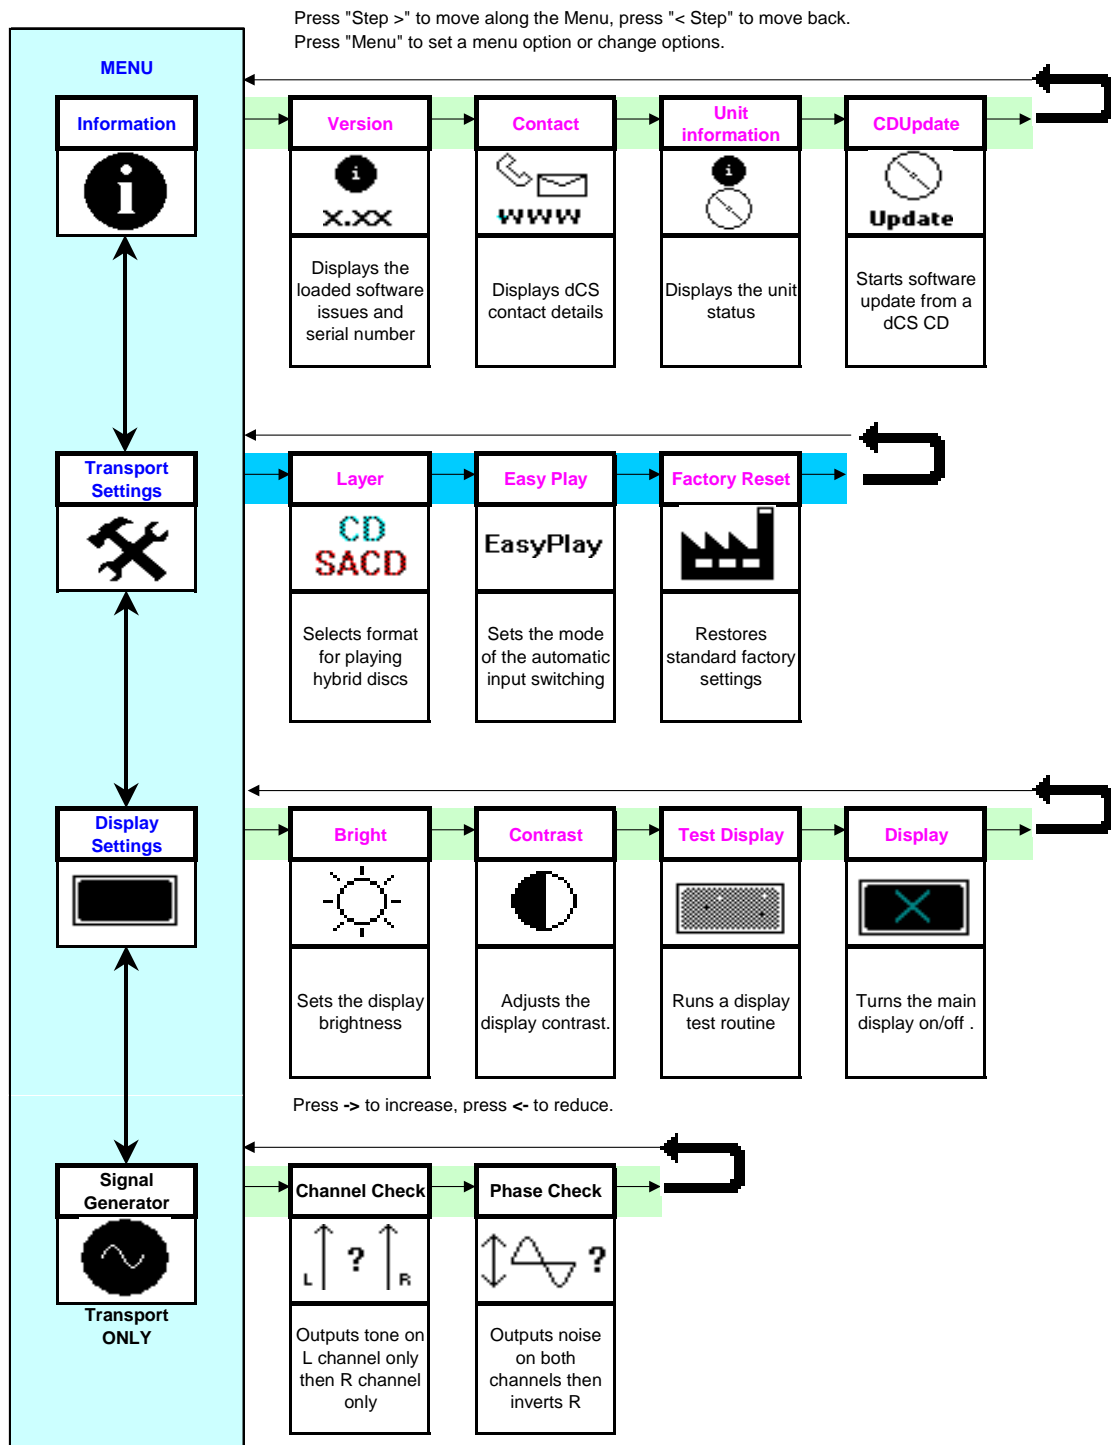 Press "Step >" to move along the Menu, press "< Step" to move back.
Press "Menu" to set a menu option or change options.
MENU
Information
Version
Contact
Unit
information
CDUpdate
i
i
x.xx
www
i
Update
Displays the
loaded software
issues and
serial number
Displays dCS
contact details
Displays the unit
status
Starts software
update from a
dCS CD
Transport
Settings
Layer
Easy Play
Factory Reset
CD
SACD
EasyPlay
Selects format
for playing
hybrid discs
Sets the mode
of the automatic
input switching
Restores
standard factory
settings
Display
Settings
Bright
Contrast
Test Display
Display
Sets the display
brightness
Adjusts the
display contrast.
Runs a display
test routine
Turns the main
display on/off .
Press -> to increase, press <- to reduce.
Signal
Generator
Channel Check
Phase Check
L ? R
?
Transport
ONLY
Outputs tone on
L channel only
then R channel
only
Outputs noise
on both
channels then
inverts R